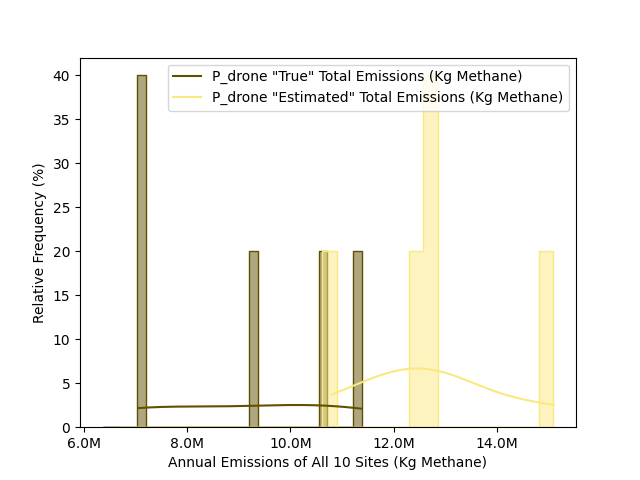 P_drone "True" Total Emissions (Kg Methane)
P_drone "Estimated" Total Emissions (Kg Methane)
40
35
30
25
20
15
10
5
0
Relative Frequency (%)
6.0M 8.0M 10.0M 12.0M 14.0M
Annual Emissions of All 10 Sites (Kg Methane)